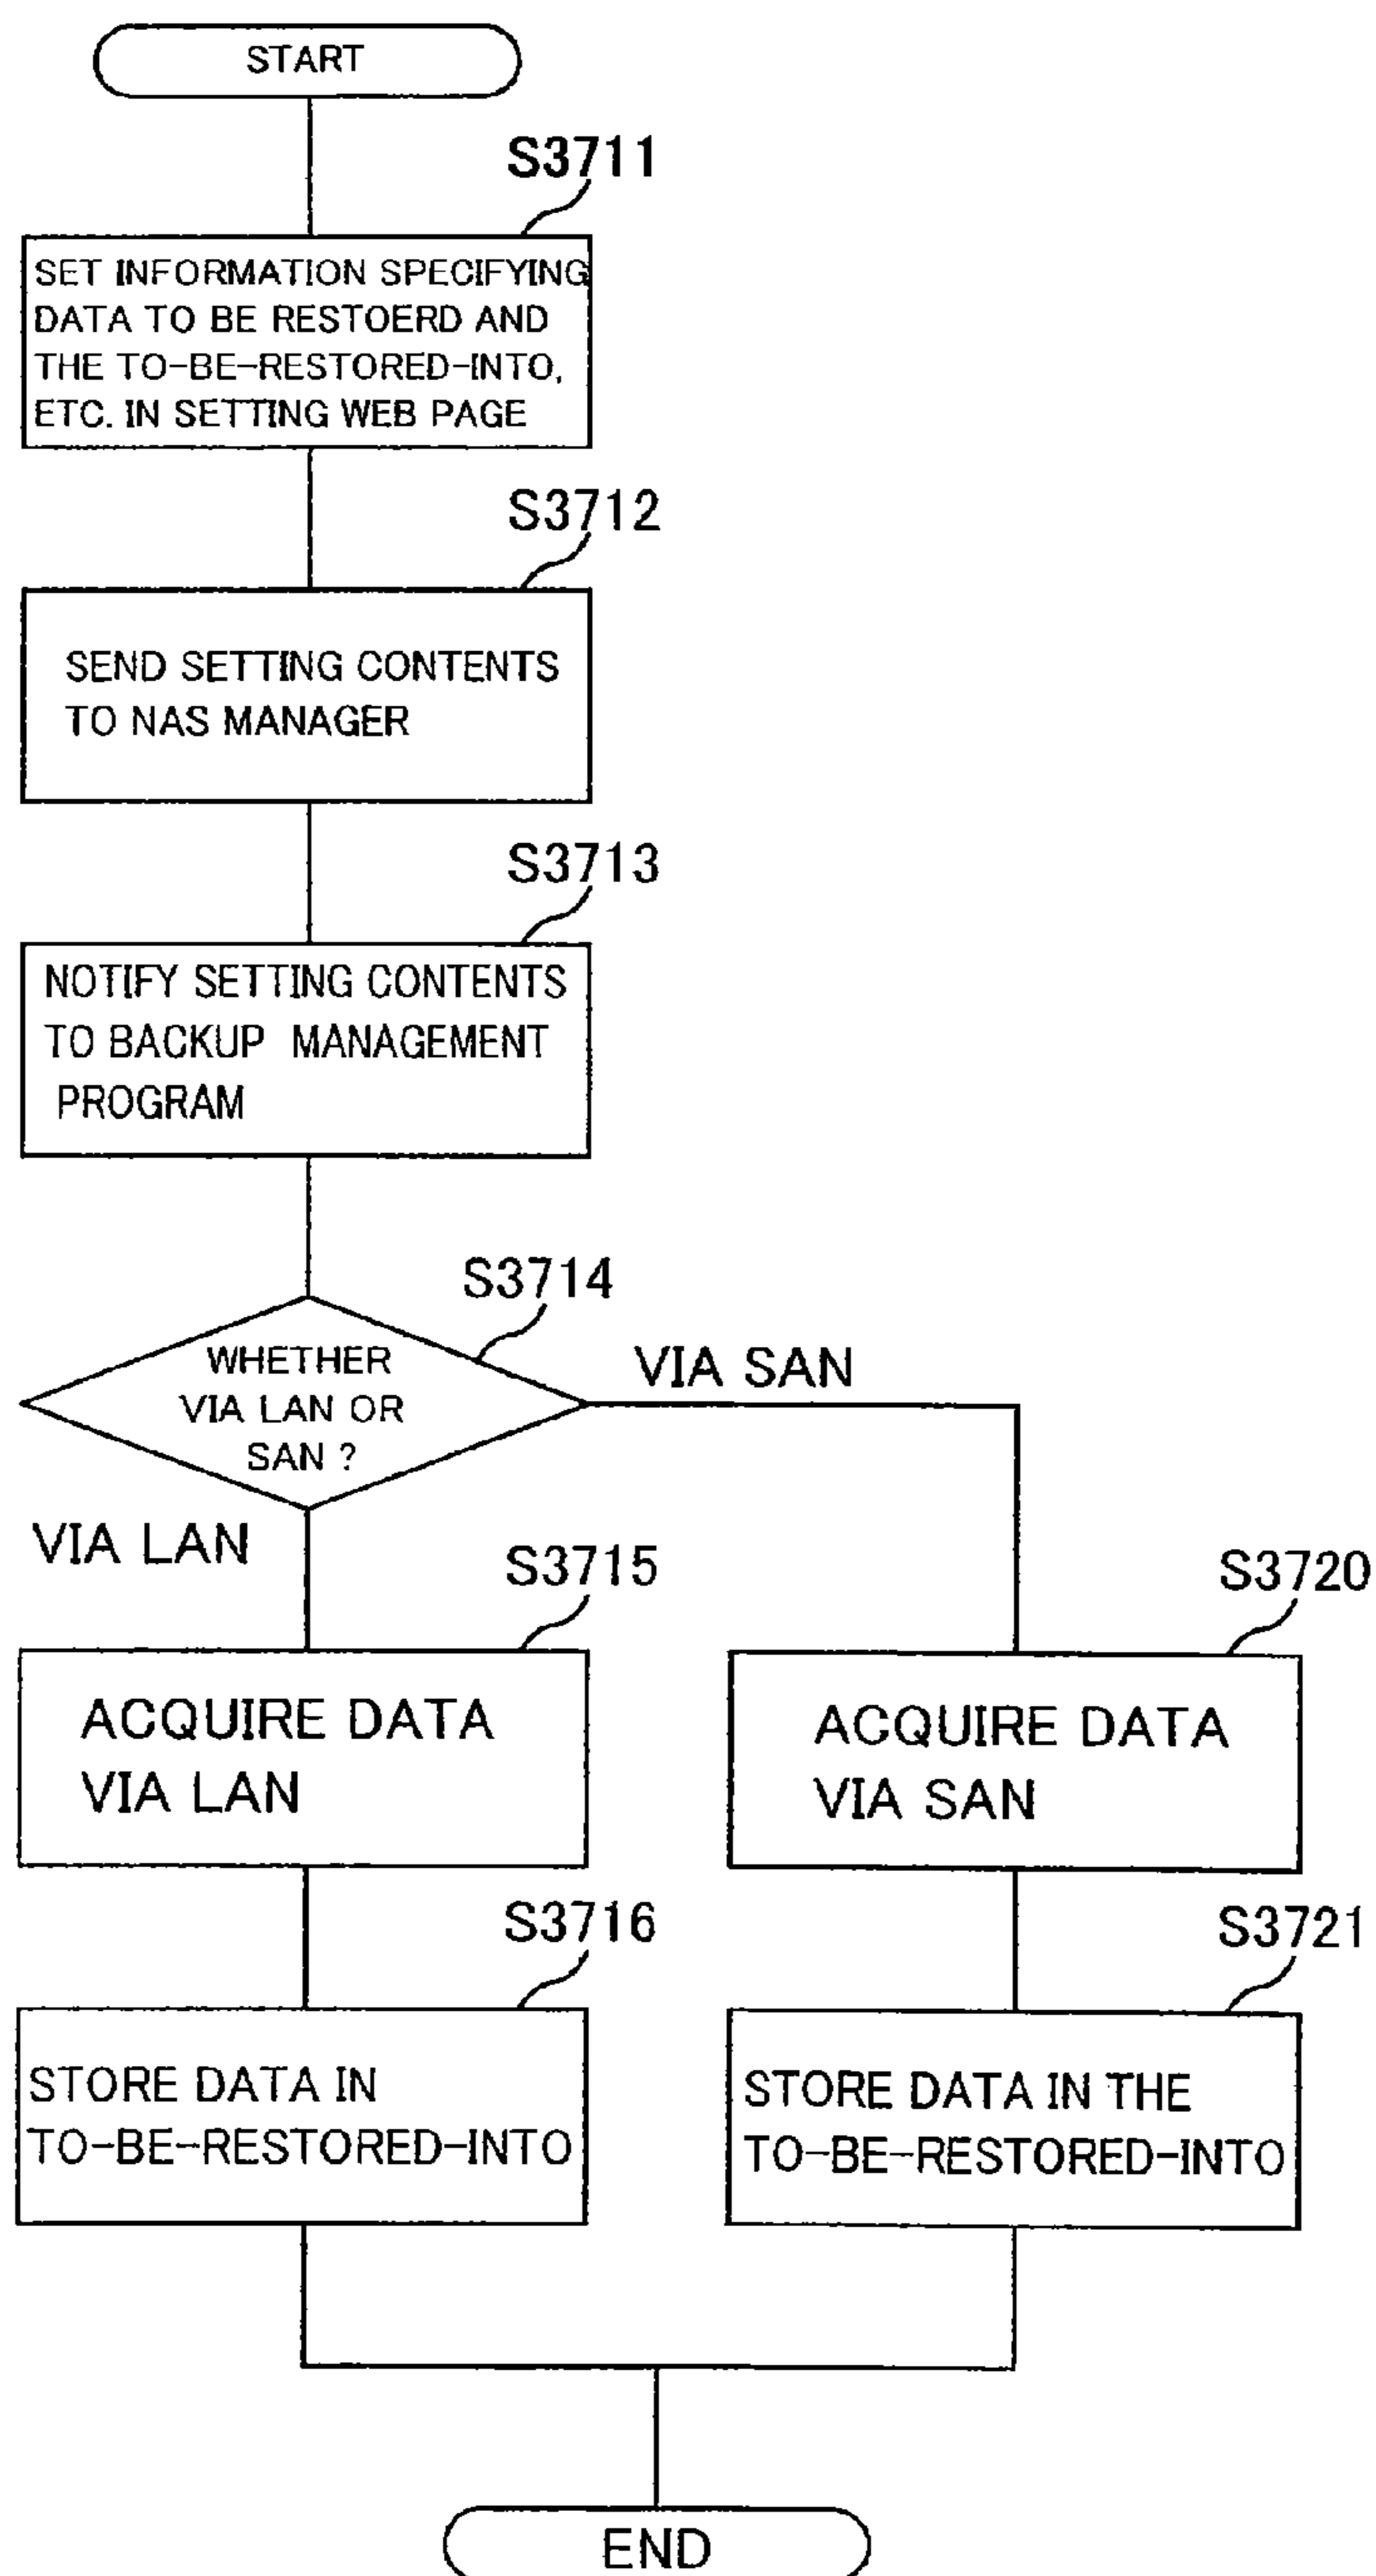 START
S3711
SET INFORMATION SPECIFYING
DATA TO BE RESTOERD AND
THE TO-BE-RESTORED-INTO,
ETC. IN SETTING WEB PAGE
S3712
SEND SETTING CONTENTS
TO NAS MANAGER
S3713
NOTIFY SETTING CONTENTS
TO BACKUP MANAGEMENT
PROGRAM
S3714
WHETHER
VIA LAN OR
SAN ?
VIA SAN
VIA LAN
S3715
ACQUIRE DATA
VIA LAN
S3720
ACQUIRE DATA
VIA SAN
S3716
STORE DATA IN
TO-BE-RESTORED-INTO
S3721
STORE DATA IN THE
TO-BE-RESTORED-INTO
END